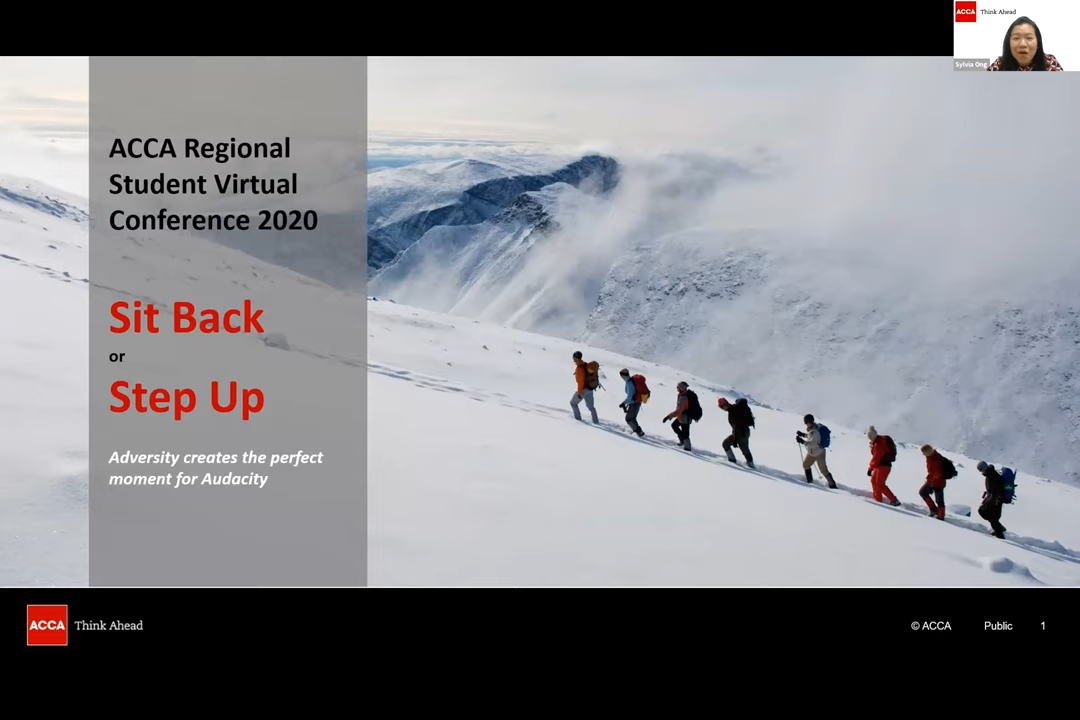 ACCA Think Ahead
Sylvia Ong
ACCA Regional
Student Virtual
Conference 2020
Sit Back
or
Step Up
Adversity creates the perfect
moment for Audacity
ACCA Think Ahead
© ACCA Public 1